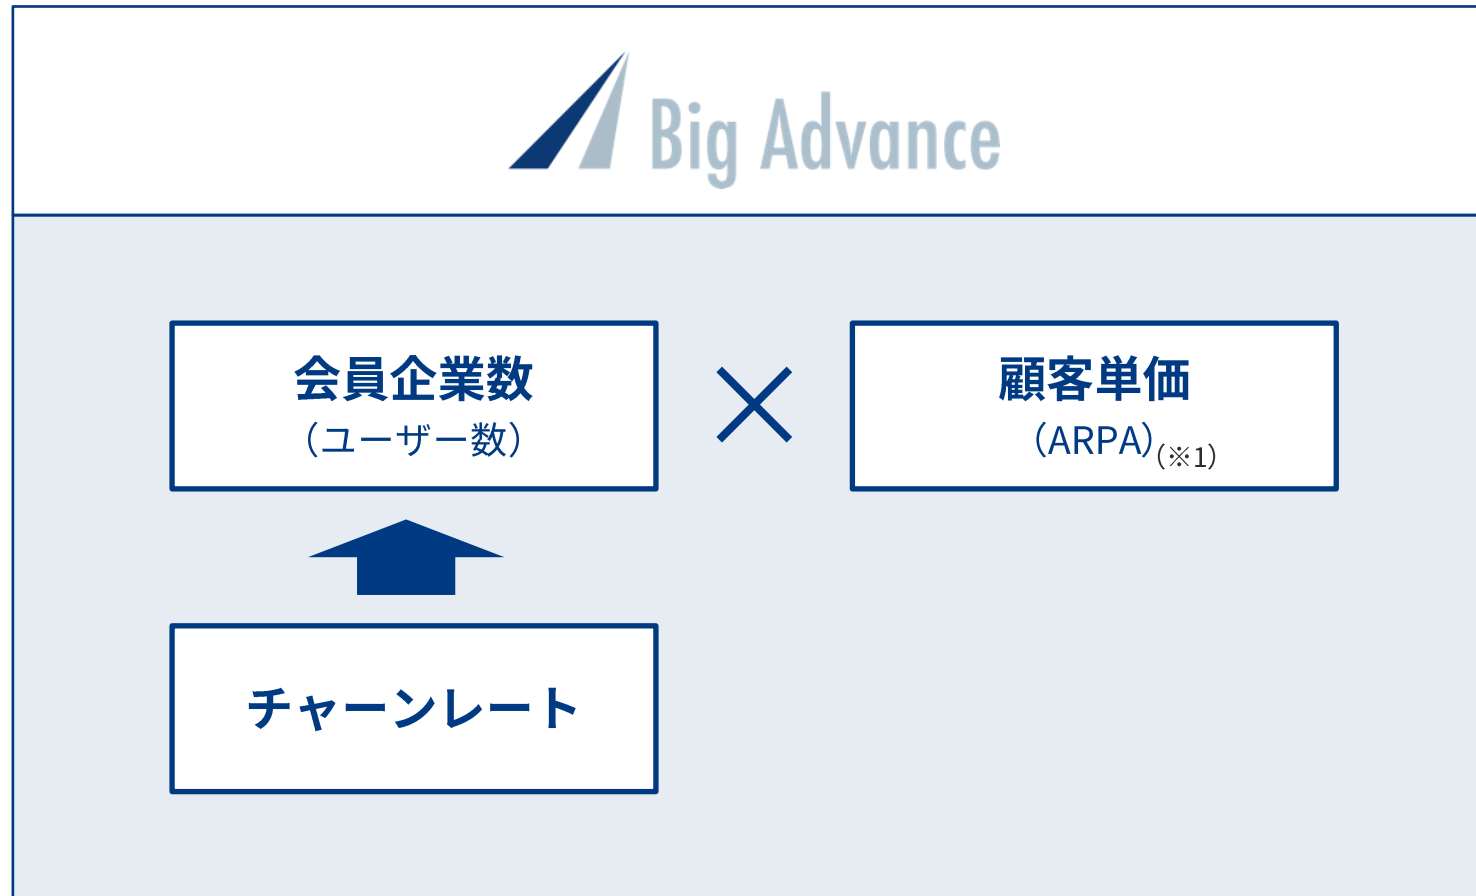 Big Advance
会員企業数
（ユーザー数）
×
顧客単価
（ARPA）(※1)
チャーンレート